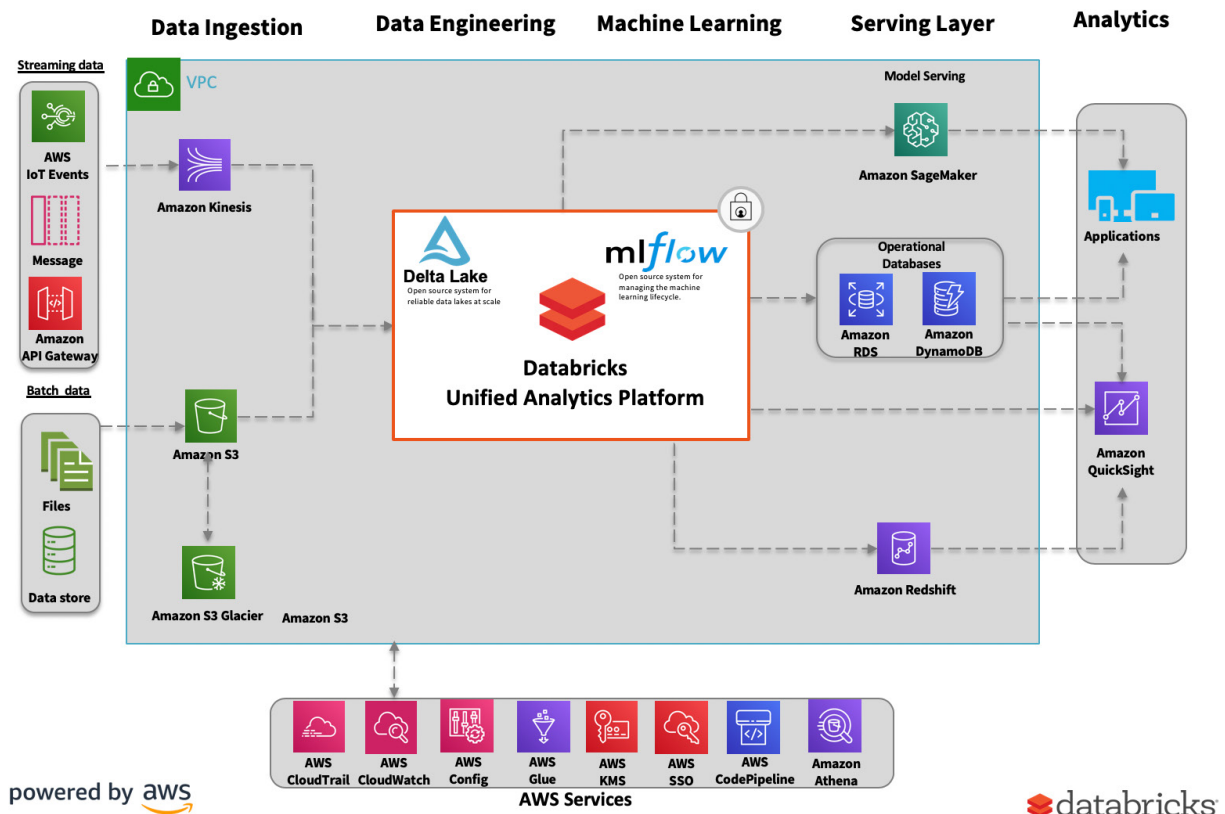 Data Ingestion
Data Engineering
Machine Learning
Serving Layer
Analytics
Streaming data
AWS
IoT Events
Message
Amazon
API Gateway
Batch data
Files
Data store
VPC
Amazon Kinesis
Amazon S3
Amazon S3 Glacier
Amazon S3
Delta Lake
Open source system for
reliable data lakes at scale
mlflow
Open source system for
managing the machine
learning lifecycle.
Databricks
Unified Analytics Platform
Model Serving
Amazon SageMaker
Operational
Databases
Amazon
RDS
Amazon
DynamoDB
Amazon Redshift
Applications
Amazon
QuickSight
AWS
CloudTrail
AWS
CloudWatch
AWS
Config
AWS
Glue
AWS
KMS
AWS
SSO
AWS
CodePipeline
Amazon
Athena
AWS Services
powered by aws
databricks